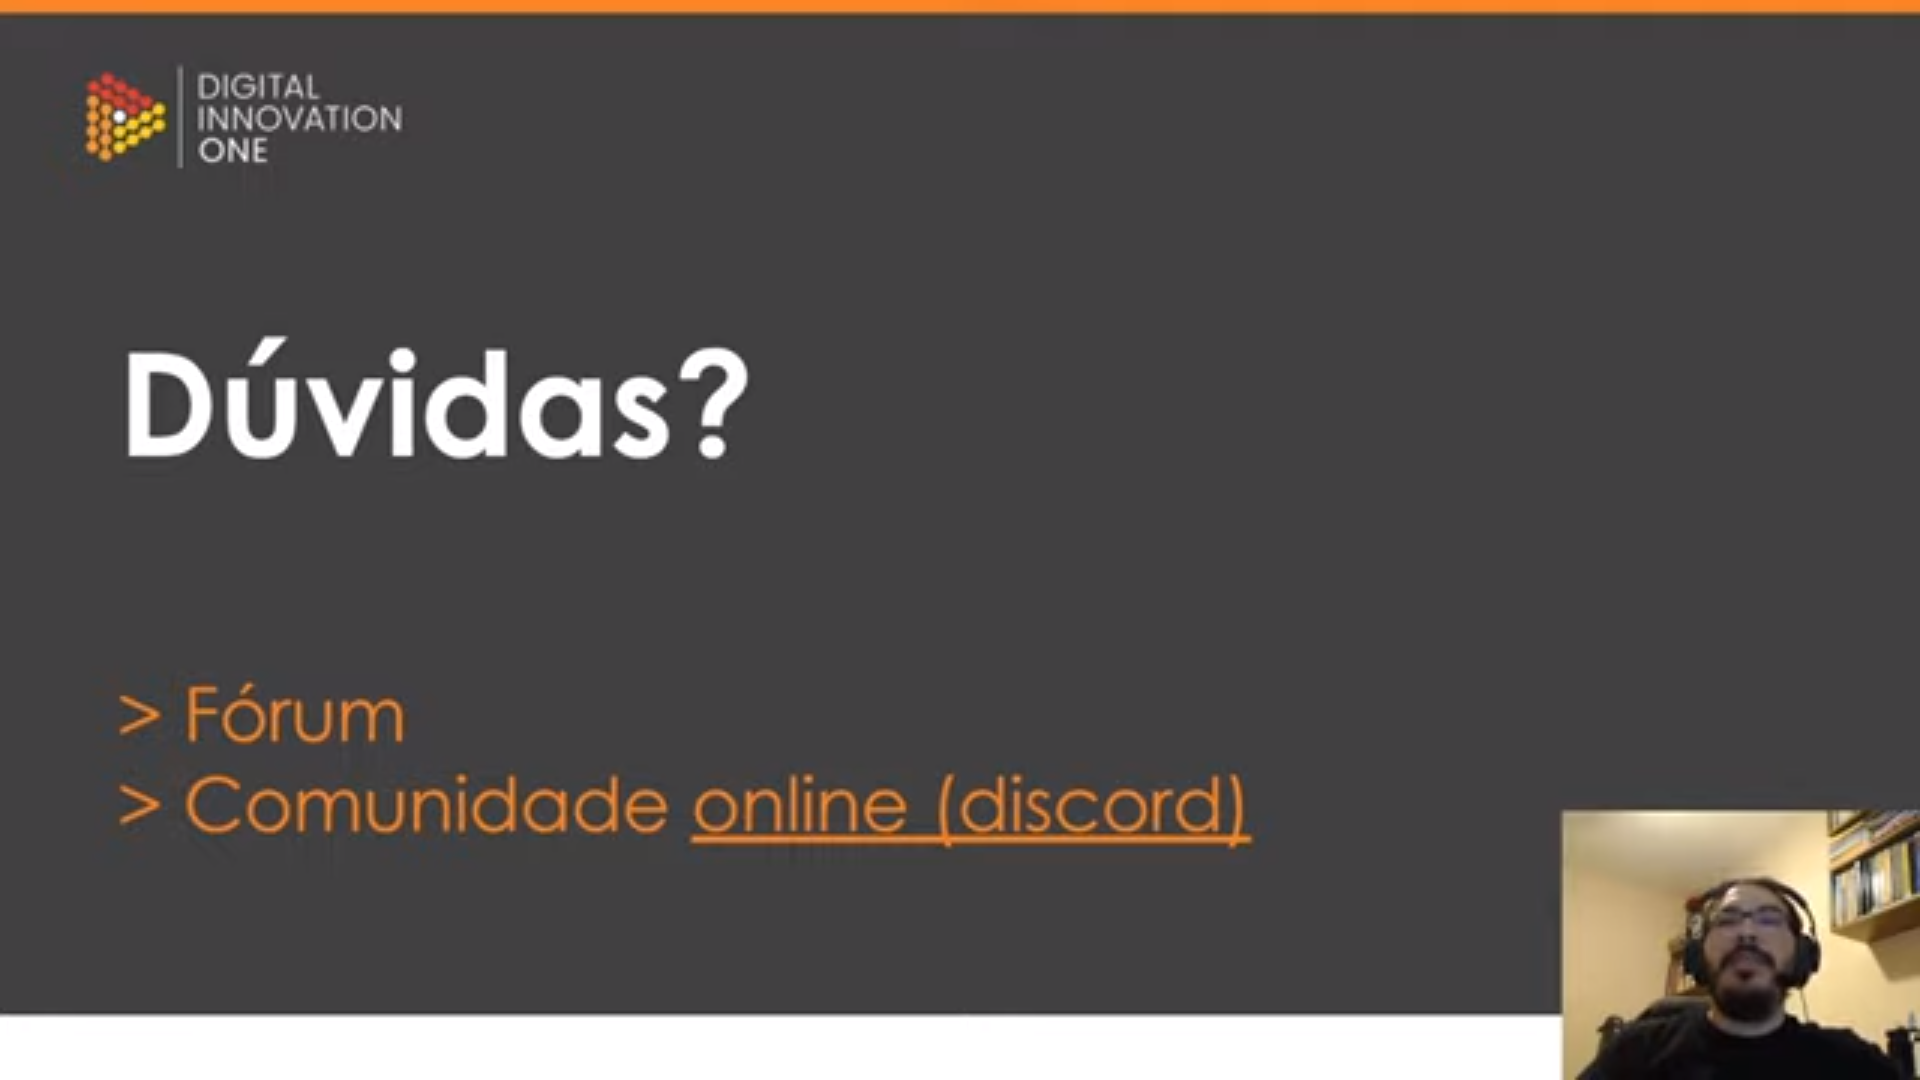 DIGITAL
INNOVATION
ONE
Dúvidas?
> Fórum
> Comunidade online (discord)